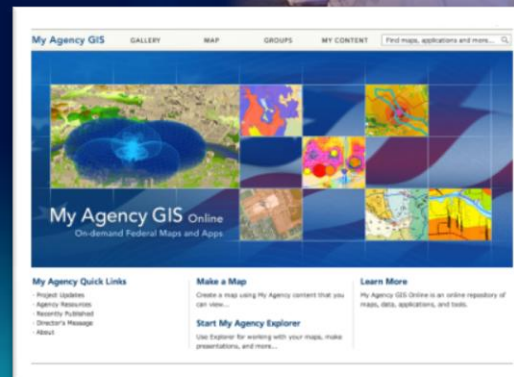 My Agency GIS GALLERY MAP GROUPS MY CONTENT Find maps, applications and more...
My Agency GIS Online
On-demand Federal Maps and Apps
My Agency Quick Links
· Project Updates
· Agency Resources
· Recently Published
· Director's Message
· About
Make a Map
Create a map using My Agency content that you
can view...
Start My Agency Explorer
Use Explorer for working with your maps, make
presentations, and more...
Learn More
My Agency GIS Online is an online repository of
maps, data, applications, and tools.